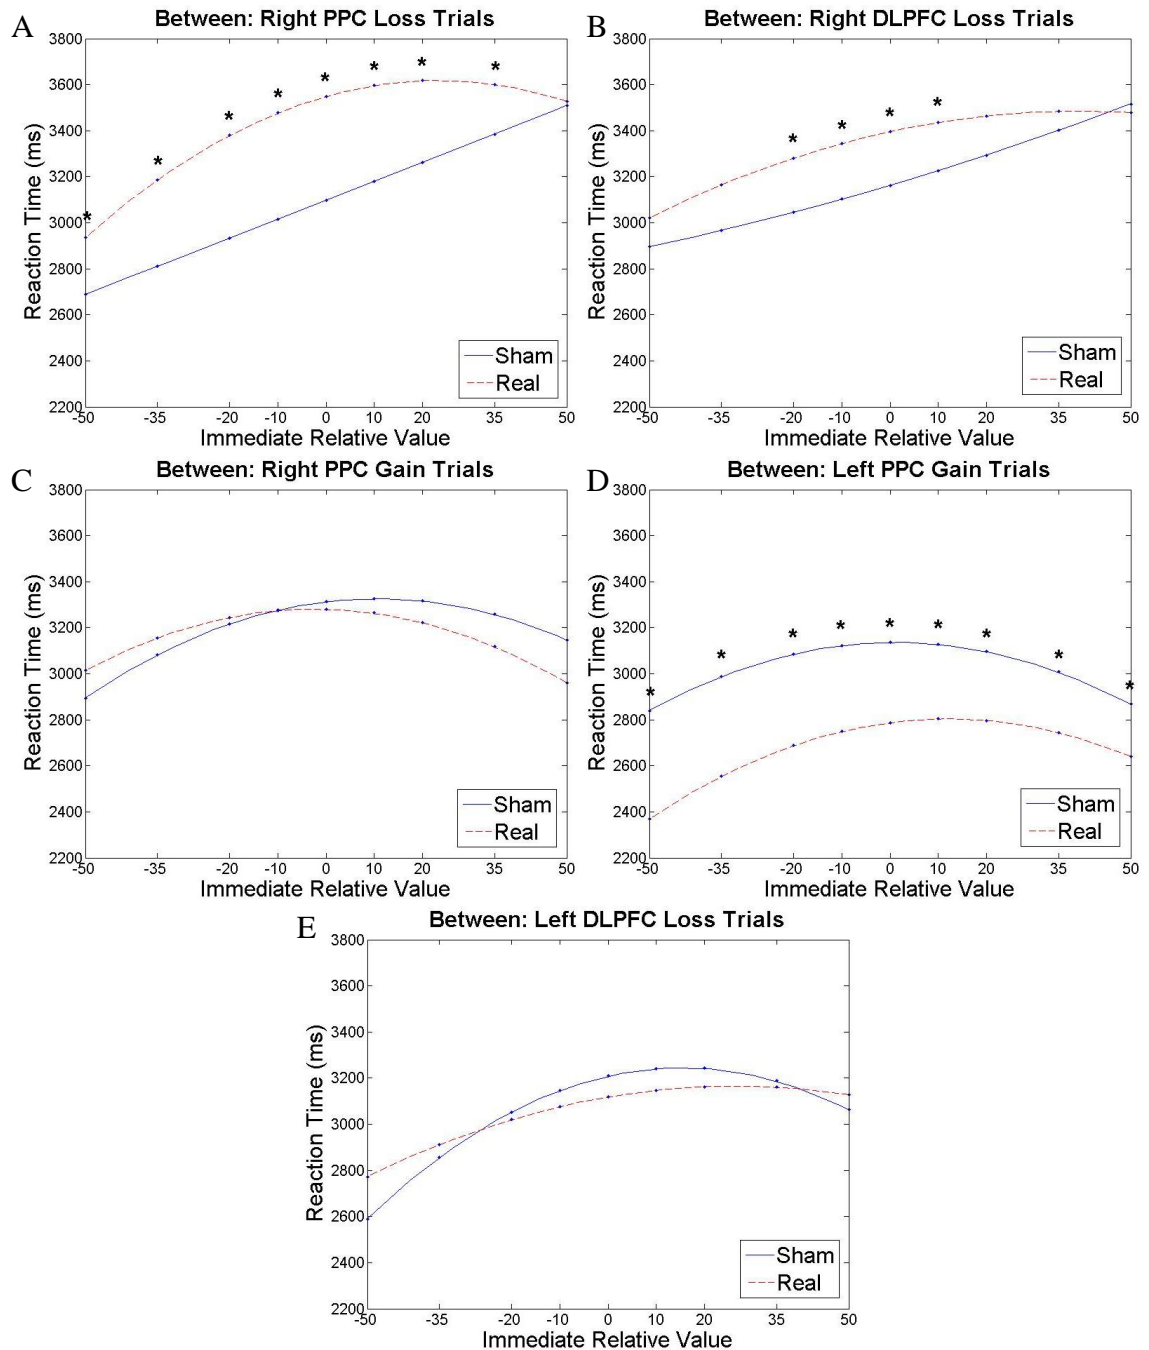 A
Between: Right PPC Loss Trials
3800
3600
3400
3200
3000
2800
2600
2400
2200
Reaction Time (ms)
* * * * * * * *
Sham
Real
-50 -35 -20 -10 0 10 20 35 50
Immediate Relative Value
B
Between: Right DLPFC Loss Trials
3800
3600
3400
3200
3000
2800
2600
2400
2200
Reaction Time (ms)
* * * *
Sham
Real
-50 -35 -20 -10 0 10 20 35 50
Immediate Relative Value
C
Between: Right PPC Gain Trials
3800
3600
3400
3200
3000
2800
2600
2400
2200
Reaction Time (ms)
Sham
Real
-50 -35 -20 -10 0 10 20 35 50
Immediate Relative Value
D
Between: Left PPC Gain Trials
3800
3600
3400
3200
3000
2800
2600
2400
2200
Reaction Time (ms)
* * * * * * * * *
Sham
Real
-50 -35 -20 -10 0 10 20 35 50
Immediate Relative Value
E
Between: Left DLPFC Loss Trials
3800
3600
3400
3200
3000
2800
2600
2400
2200
Reaction Time (ms)
Sham
Real
-50 -35 -20 -10 0 10 20 35 50
Immediate Relative Value